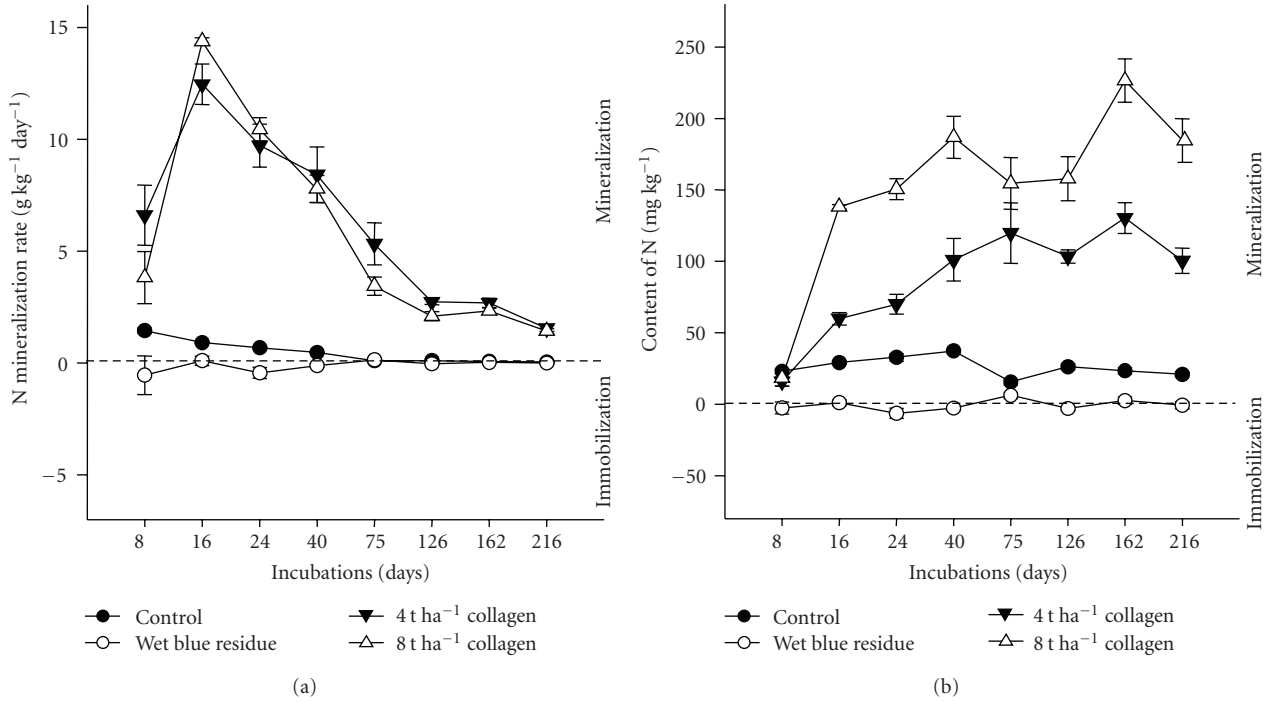 N mineralization rate (g kg⁻¹ day⁻¹)
15
10
5
0
−5
Mineralization
Immobilization
8 16 24 40 75 126 162 216
Incubations (days)
Control
Wet blue residue
4 t ha⁻¹ collagen
8 t ha⁻¹ collagen
(a)
Content of N (mg kg⁻¹)
250
200
150
100
50
0
−50
Mineralization
Immobilization
8 16 24 40 75 126 162 216
Incubations (days)
Control
Wet blue residue
4 t ha⁻¹ collagen
8 t ha⁻¹ collagen
(b)